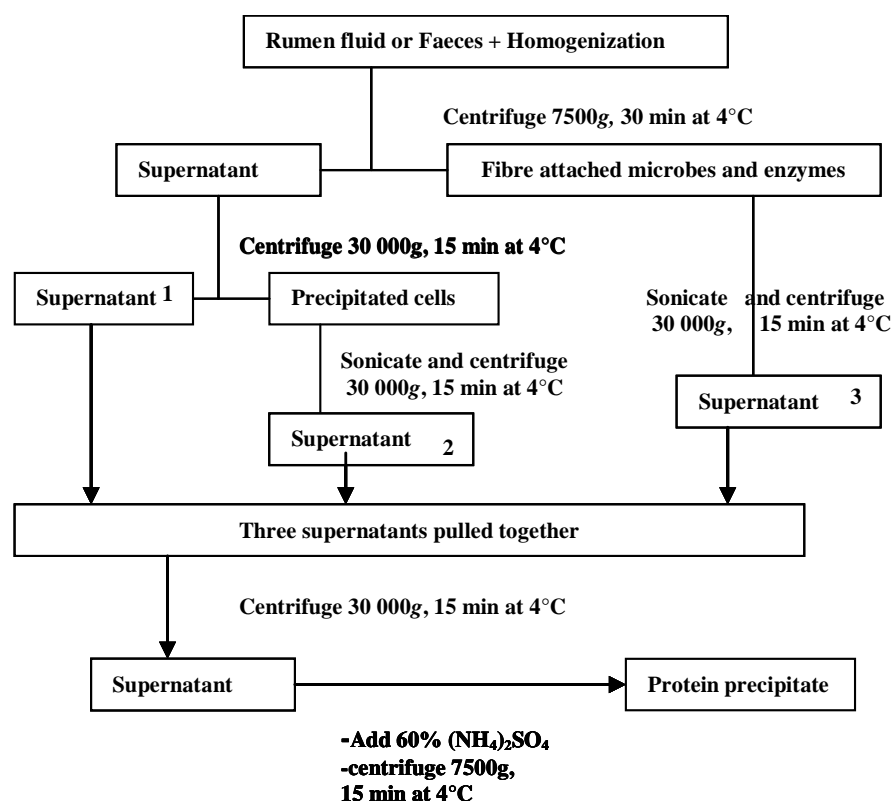 Rumen fluid or Faeces + Homogenization
Centrifuge 7500g, 30 min at 4°C
Supernatant
Fibre attached microbes and enzymes
Centrifuge 30 000g, 15 min at 4°C
Supernatant 1
Precipitated cells
Sonicate and centrifuge
30 000g, 15 min at 4°C
Sonicate and centrifuge
30 000g, 15 min at 4°C
Supernatant 2
Supernatant 3
Three supernatants pulled together
Centrifuge 30 000g, 15 min at 4°C
Supernatant
Protein precipitate
-Add 60% (NH₄)₂SO₄
-centrifuge 7500g,
15 min at 4°C